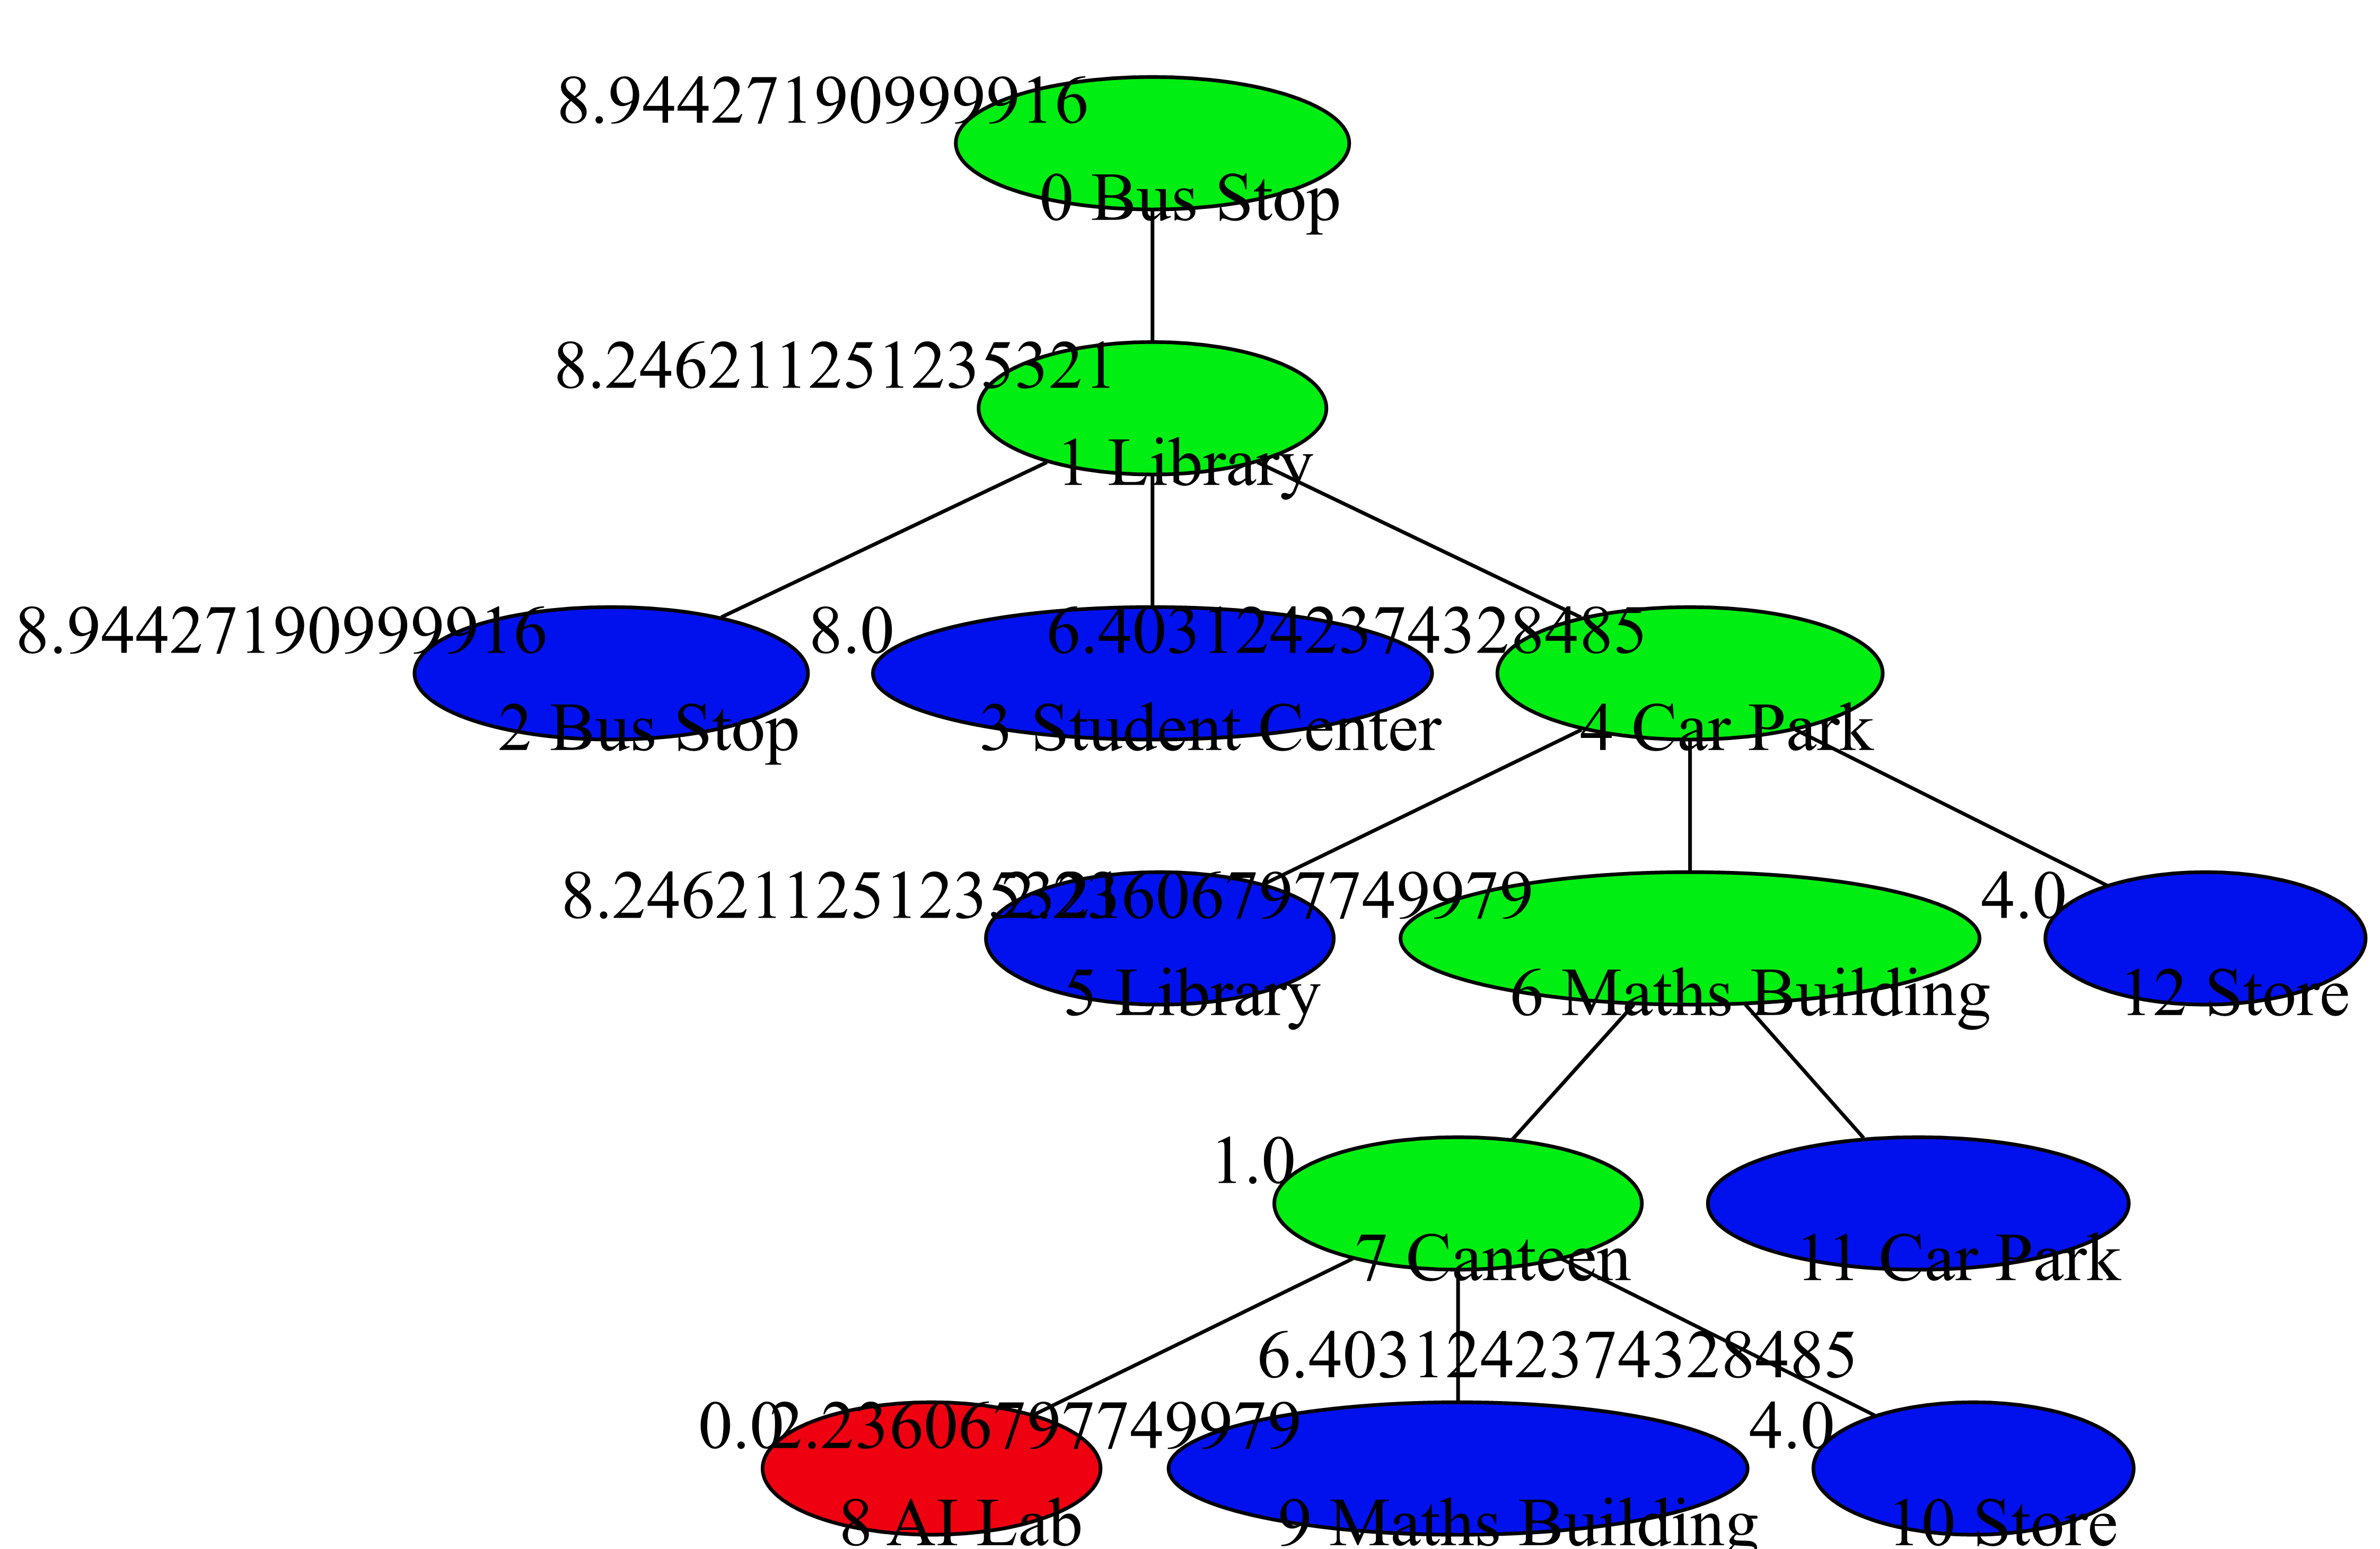 8.94427190999916
0 Bus Stop
8.246211251235321
1 Library
8.94427190999916
8.0
6.4031242374328485
2 Bus Stop
3 Student Center
4 Car Park
8.246211251235321
2.23606797749979
4.0
5 Library
6 Maths Building
12 Store
1.0
7 Canteen
11 Car Park
6.4031242374328485
0.0
2.23606797749979
4.0
8 AI Lab
9 Maths Building
10 Store